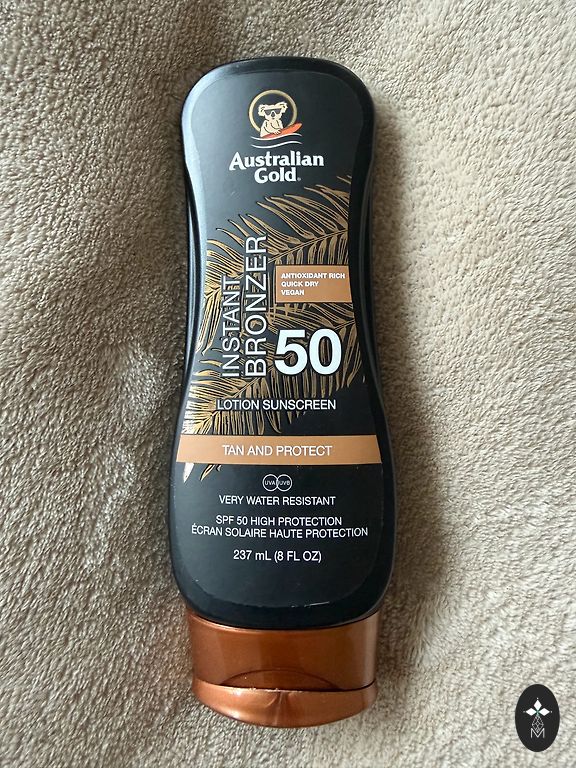 Australian
Gold®
INSTANT
BRONZER
ANTIOXIDANT RICH
QUICK DRY
VEGAN
50
LOTION SUNSCREEN
TAN AND PROTECT
UVA UVB
VERY WATER RESISTANT
SPF 50 HIGH PROTECTION
ÉCRAN SOLAIRE HAUTE PROTECTION
237 mL (8 FL OZ)
M